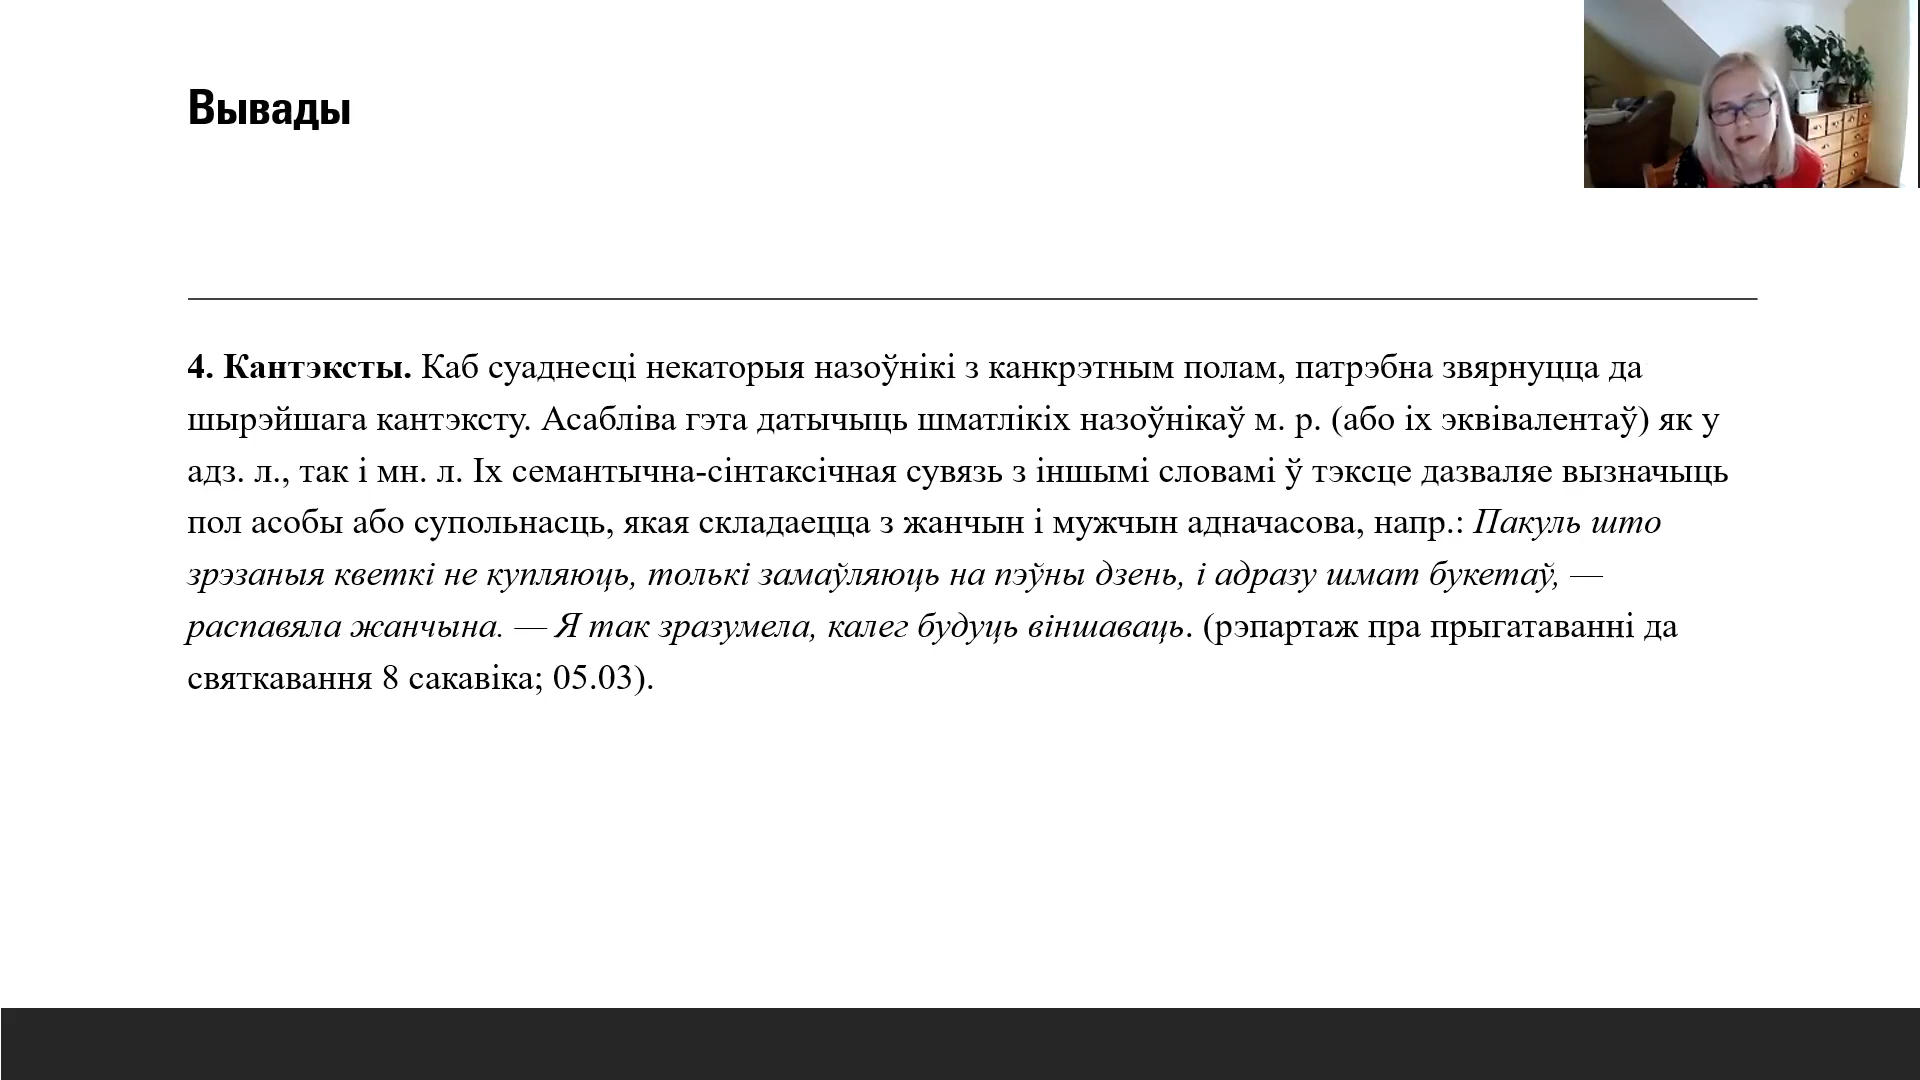 Вывады
4. Кантэксты. Каб суаднесці некаторыя назоўнікі з канкрэтным полам, патрэбна звярнуцца да
шырэйшага кантэксту. Асабліва гэта датычыць шматлікіх назоўнікаў м. р. (або іх эквівалентаў) як у
адз. л., так і мн. л. Іх семантычна-сінтаксічная сувязь з іншымі словамі ў тэксце дазваляе вызначыць
пол асобы або супольнасць, якая складаецца з жанчын і мужчын адначасова, напр.: Пакуль што
зрэзаныя кветкі не купляюць, толькі замаўляюць на пэўны дзень, і адразу шмат букетаў, —
распавяла жанчына. — Я так зразумела, калег будуць віншаваць. (рэпартаж пра прыгатаванні да
святкавання 8 сакавіка; 05.03).